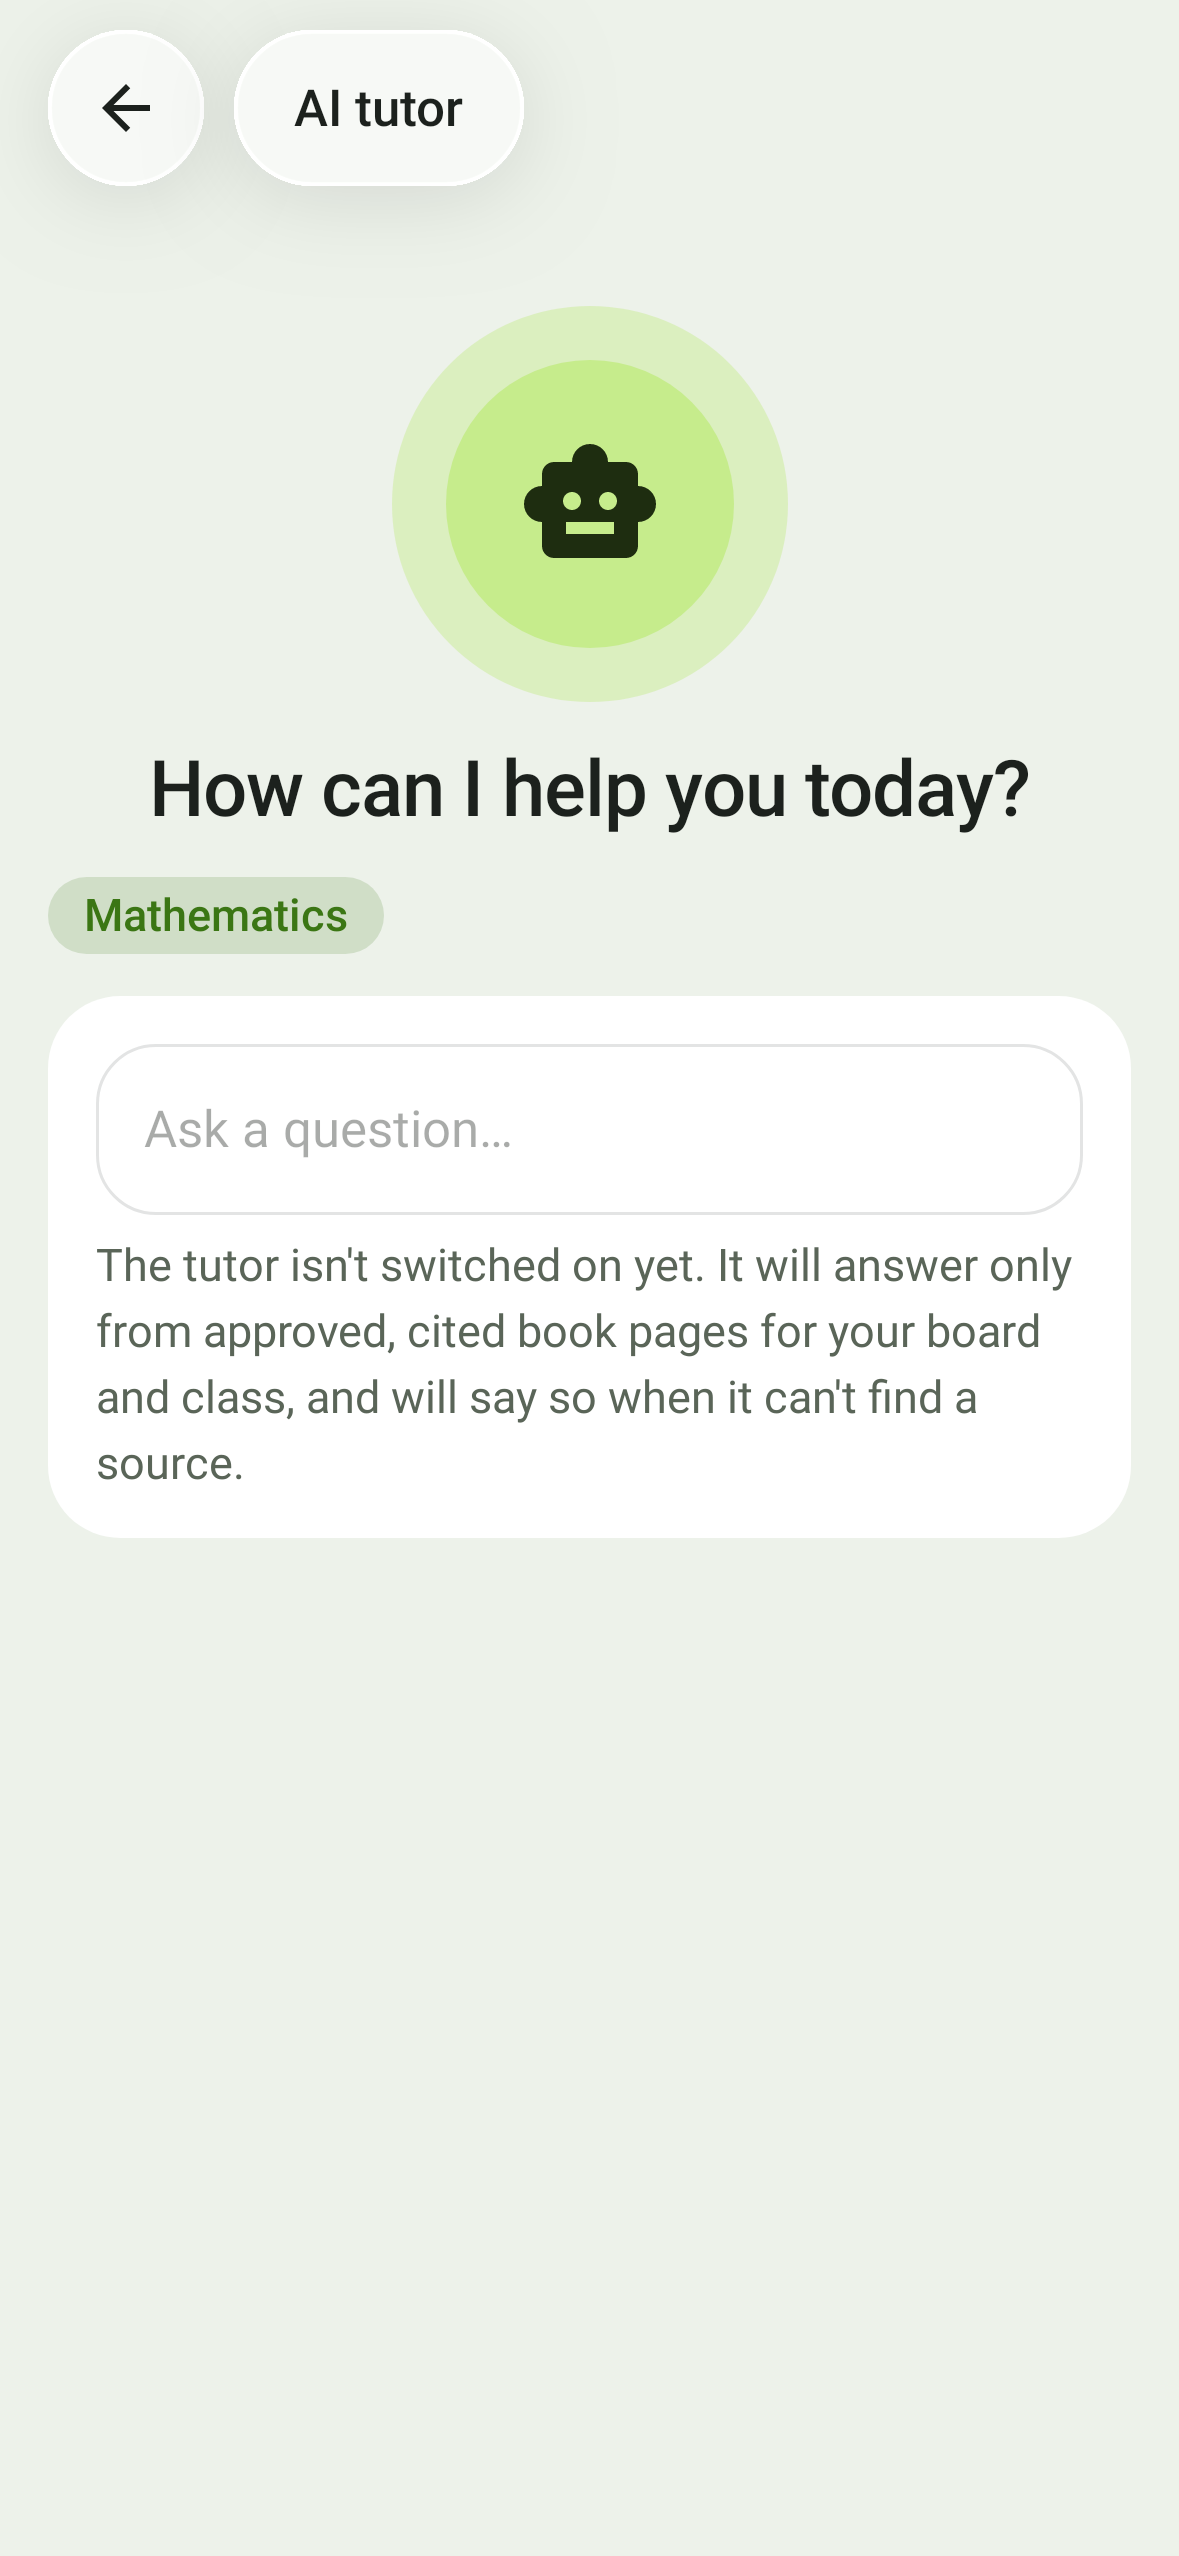 AI tutor
How can I help you today?
Mathematics
Ask a question…
The tutor isn't switched on yet. It will answer only
from approved, cited book pages for your board
and class, and will say so when it can't find a
source.